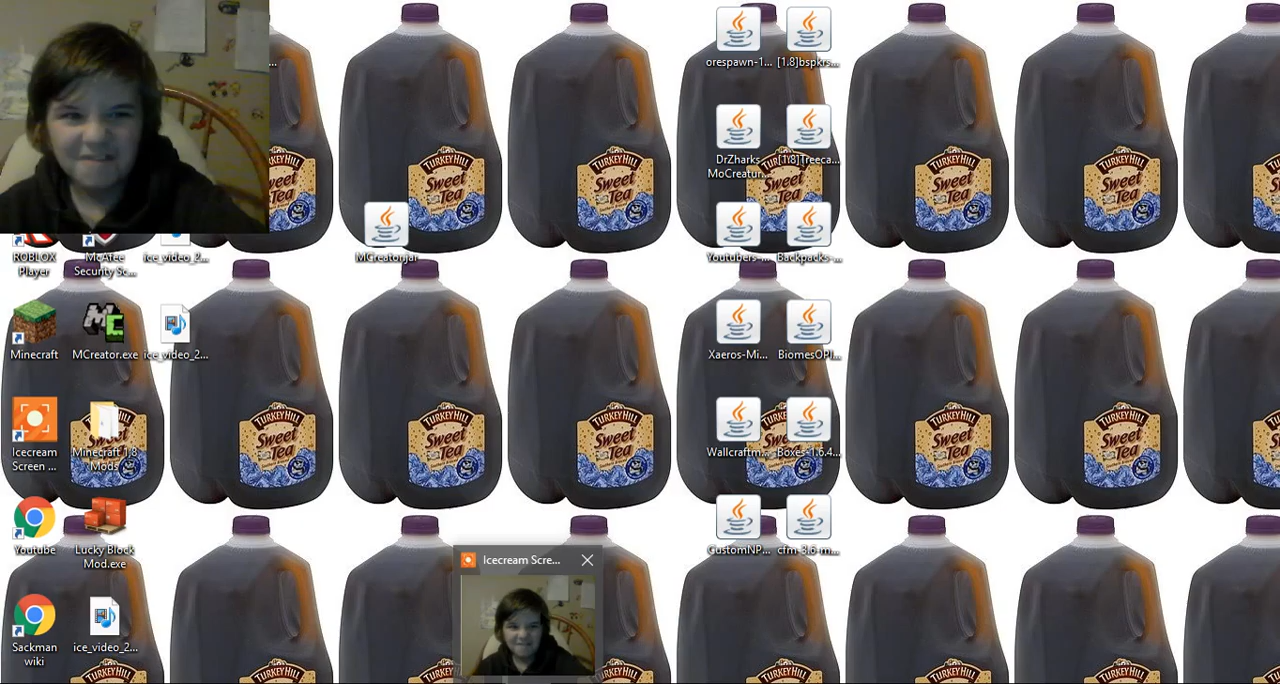 orespawn-1...
[1.8]bspkrs...
DrZharks
MoCreatur...
[1.8]Treeca...
MCreator.jar
Youtubers-...
Backpacks-...
ROBLOX
Player
McAfee
Security Sc...
ice_video_2...
Xaeros-Mi...
BiomesOPl...
Minecraft
MCreator.exe
ice_video_2...
Wallcraftm...
Boxes-1.6.4...
Icecream
Screen ...
Minecraft 1.8
Mods
CustomNP...
cfm-3.6-m...
Youtube
Lucky Block
Mod.exe
Icecream Scre...
Sackman
wiki
ice_video_2...
TURKEY HILL
Sweet
Tea